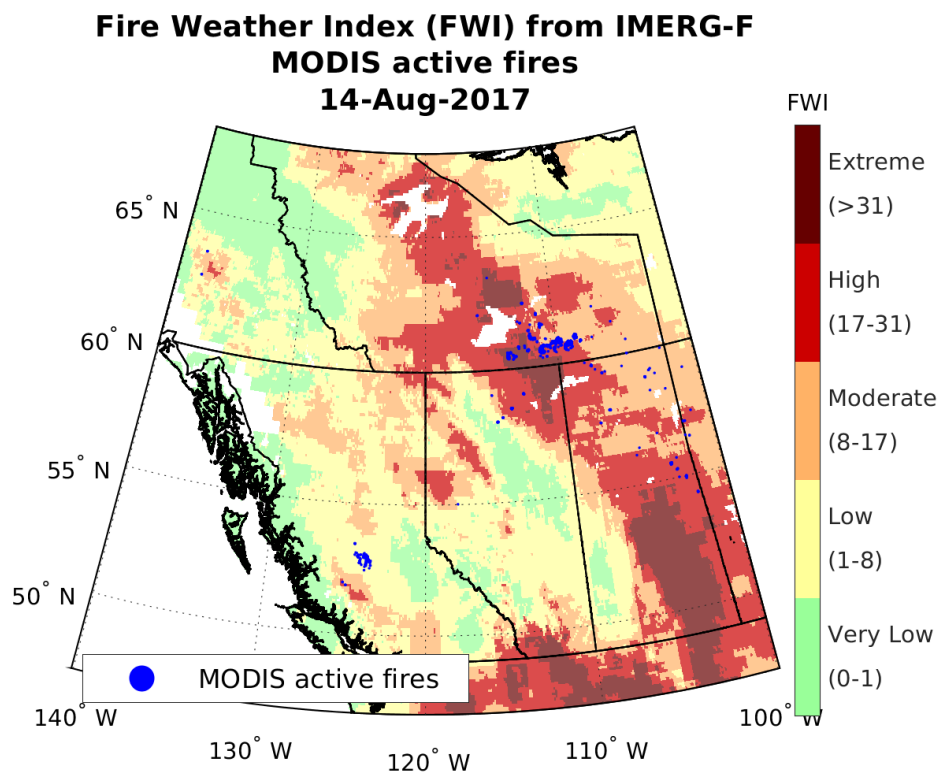 Fire Weather Index (FWI) from IMERG-F
MODIS active fires
14-Aug-2017
FWI
Extreme
(>31)
High
(17-31)
Moderate
(8-17)
Low
(1-8)
Very Low
(0-1)
65° N
60° N
55° N
50° N
MODIS active fires
140° W
130° W
120° W
110° W
100° W